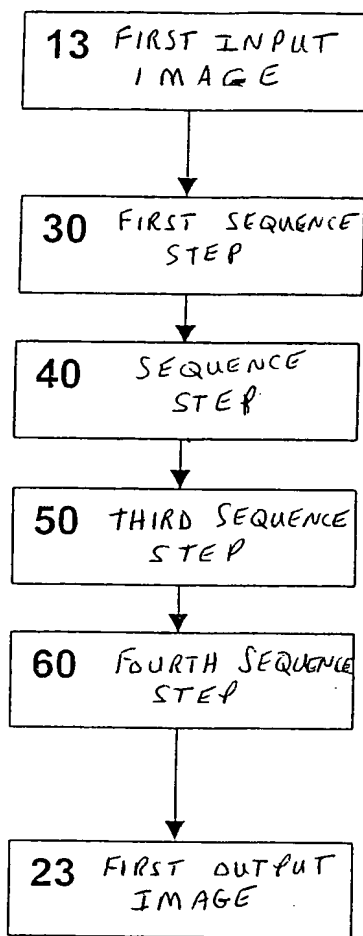 13 FIRST INPUT
IMAGE
30 FIRST SEQUENCE
STEP
40 SEQUENCE
STEP
50 THIRD SEQUENCE
STEP
60 FOURTH SEQUENCE
STEP
23 FIRST OUTPUT
IMAGE